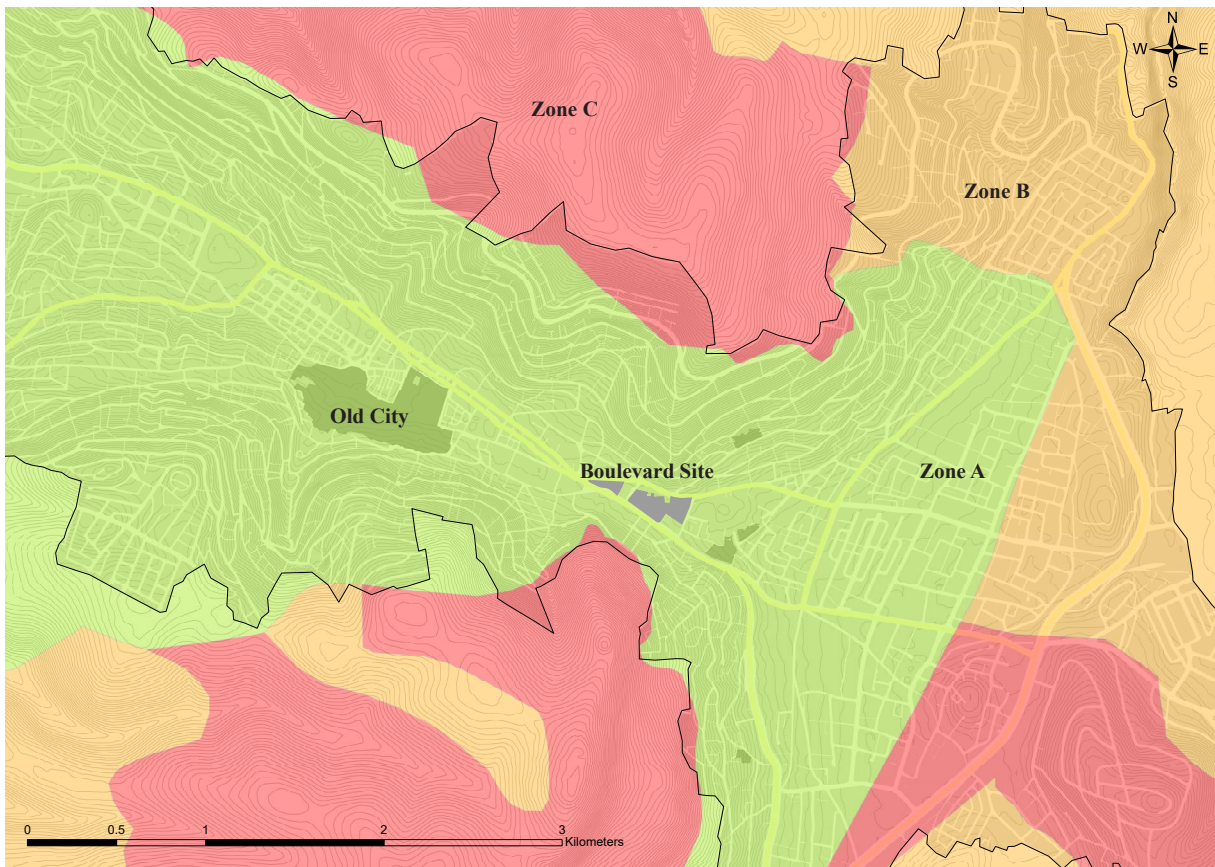 N
W E
S
Zone C
Zone B
Old City
Boulevard Site
Zone A
0 0.5 1 2 3
Kilometers